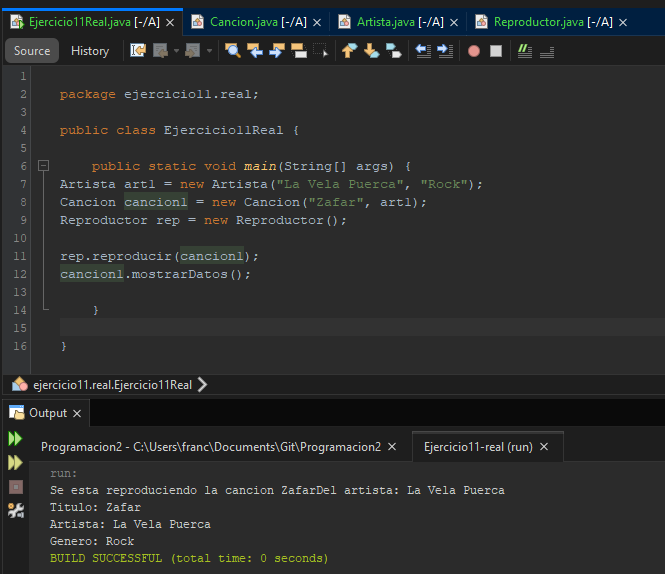 Ejercicio11Real.java [-/A] × Cancion.java [-/A] × Artista.java [-/A] × Reproductor.java [-/A] ×
Source History
1
2 package ejercicio11.real;
3
4 public class Ejercicio11Real {
5
6 public static void main(String[] args) {
7 Artista art1 = new Artista("La Vela Puerca", "Rock");
8 Cancion cancion1 = new Cancion("Zafar", art1);
9 Reproductor rep = new Reproductor();
10
11 rep.reproducir(cancion1);
12 cancion1.mostrarDatos();
13
14 }
15
16 }
ejercicio11.real.Ejercicio11Real
Output ×
Programacion2 - C:\Users\franc\Documents\Git\Programacion2 × Ejercicio11-real (run) ×
run:
Se esta reproduciendo la cancion ZafarDel artista: La Vela Puerca
Titulo: Zafar
Artista: La Vela Puerca
Genero: Rock
BUILD SUCCESSFUL (total time: 0 seconds)